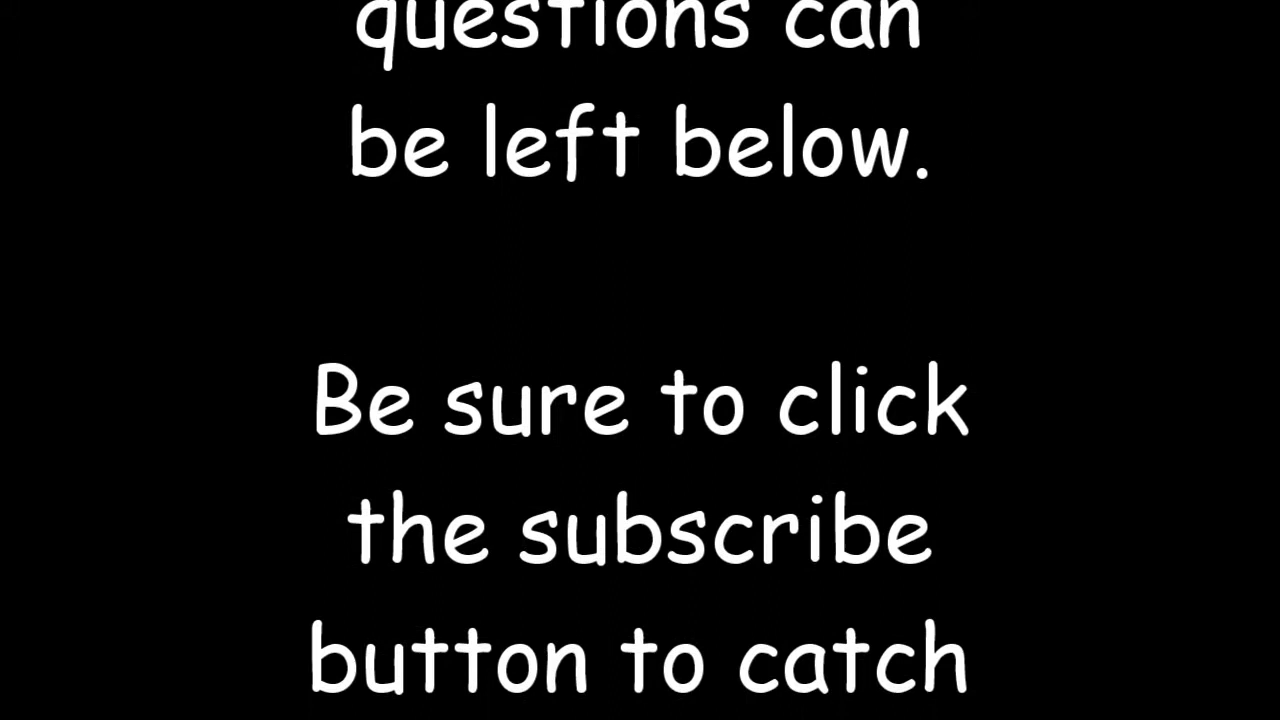 questions can
be left below.
Be sure to click
the subscribe
button to catch